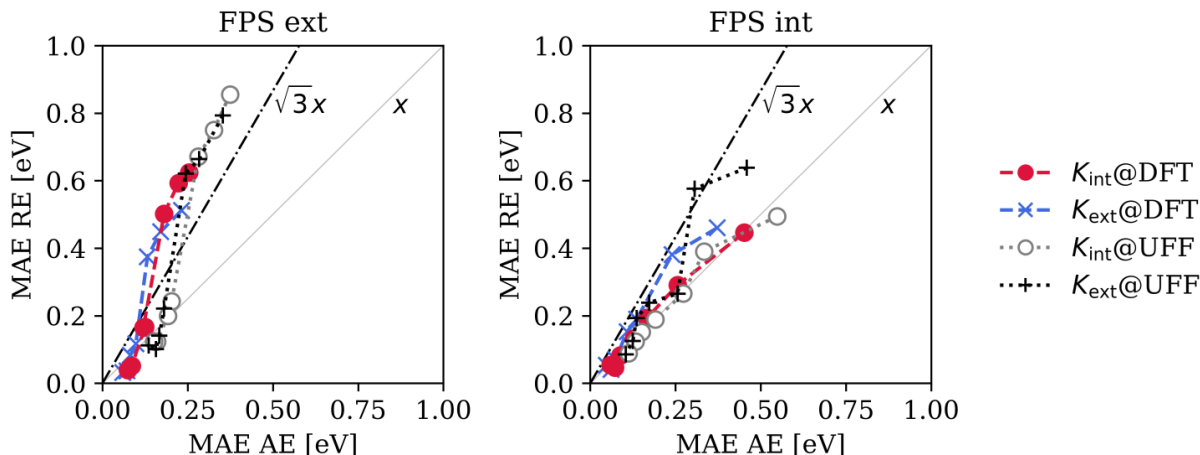 FPS ext
FPS int
1.0
0.8
0.6
0.4
0.2
0.0
0.00 0.25 0.50 0.75 1.00
MAE RE [eV]
MAE AE [eV]
√3x
x
1.0
0.8
0.6
0.4
0.2
0.0
0.00 0.25 0.50 0.75 1.00
MAE RE [eV]
MAE AE [eV]
√3x
x
K_int@DFT
K_ext@DFT
K_int@UFF
K_ext@UFF